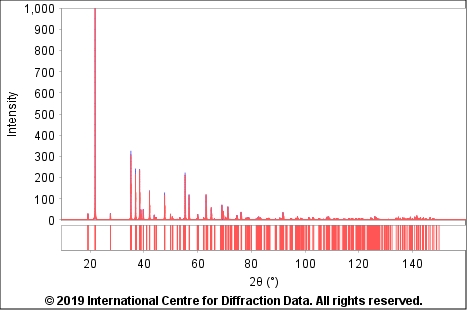 1,000
900
800
700
600
500
400
300
200
100
0
Intensity
20 40 60 80 100 120 140
2θ (°)
© 2019 International Centre for Diffraction Data. All rights reserved.